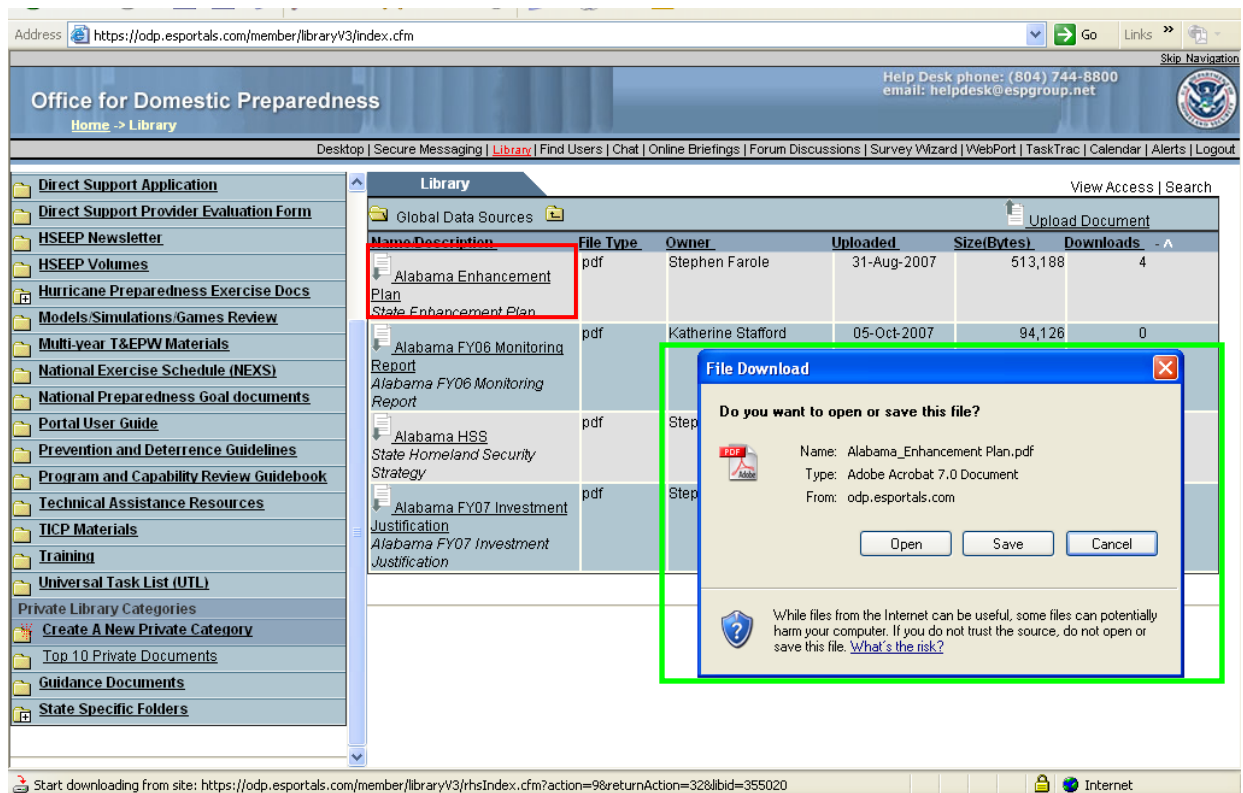 Address https://odp.esportals.com/member/libraryV3/index.cfm Go Links »
Skip Navigation
Help Desk phone: (804) 744-8800
email: helpdesk@espgroup.net
Office for Domestic Preparedness
Home -> Library
Desktop | Secure Messaging | Library | Find Users | Chat | Online Briefings | Forum Discussions | Survey Wizard | WebPort | TaskTrac | Calendar | Alerts | Logout
Direct Support Application
Direct Support Provider Evaluation Form
HSEEP Newsletter
HSEEP Volumes
Hurricane Preparedness Exercise Docs
Models/Simulations/Games Review
Multi-year T&EPW Materials
National Exercise Schedule (NEXS)
National Preparedness Goal documents
Portal User Guide
Prevention and Deterrence Guidelines
Program and Capability Review Guidebook
Technical Assistance Resources
TICP Materials
Training
Universal Task List (UTL)
Private Library Categories
Create A New Private Category
Top 10 Private Documents
Guidance Documents
State Specific Folders
Library
View Access | Search
Global Data Sources
Upload Document
Name/Description File Type Owner Uploaded Size(Bytes) Downloads - ^
Alabama Enhancement pdf Stephen Farole 31-Aug-2007 513,188 4
Plan
State Enhancement Plan
Alabama FY06 Monitoring pdf Katherine Stafford 05-Oct-2007 94,126 0
Report
Alabama FY06 Monitoring
Report
Alabama HSS pdf Step
State Homeland Security
Strategy
Alabama FY07 Investment pdf Step
Justification
Alabama FY07 Investment
Justification
File Download
Do you want to open or save this file?
PDF
Adobe
Name: Alabama_Enhancement Plan.pdf
Type: Adobe Acrobat 7.0 Document
From: odp.esportals.com
Open Save Cancel
While files from the Internet can be useful, some files can potentially
harm your computer. If you do not trust the source, do not open or
save this file. What's the risk?
Start downloading from site: https://odp.esportals.com/member/libraryV3/rhsIndex.cfm?action=9&returnAction=32&libid=355020 Internet